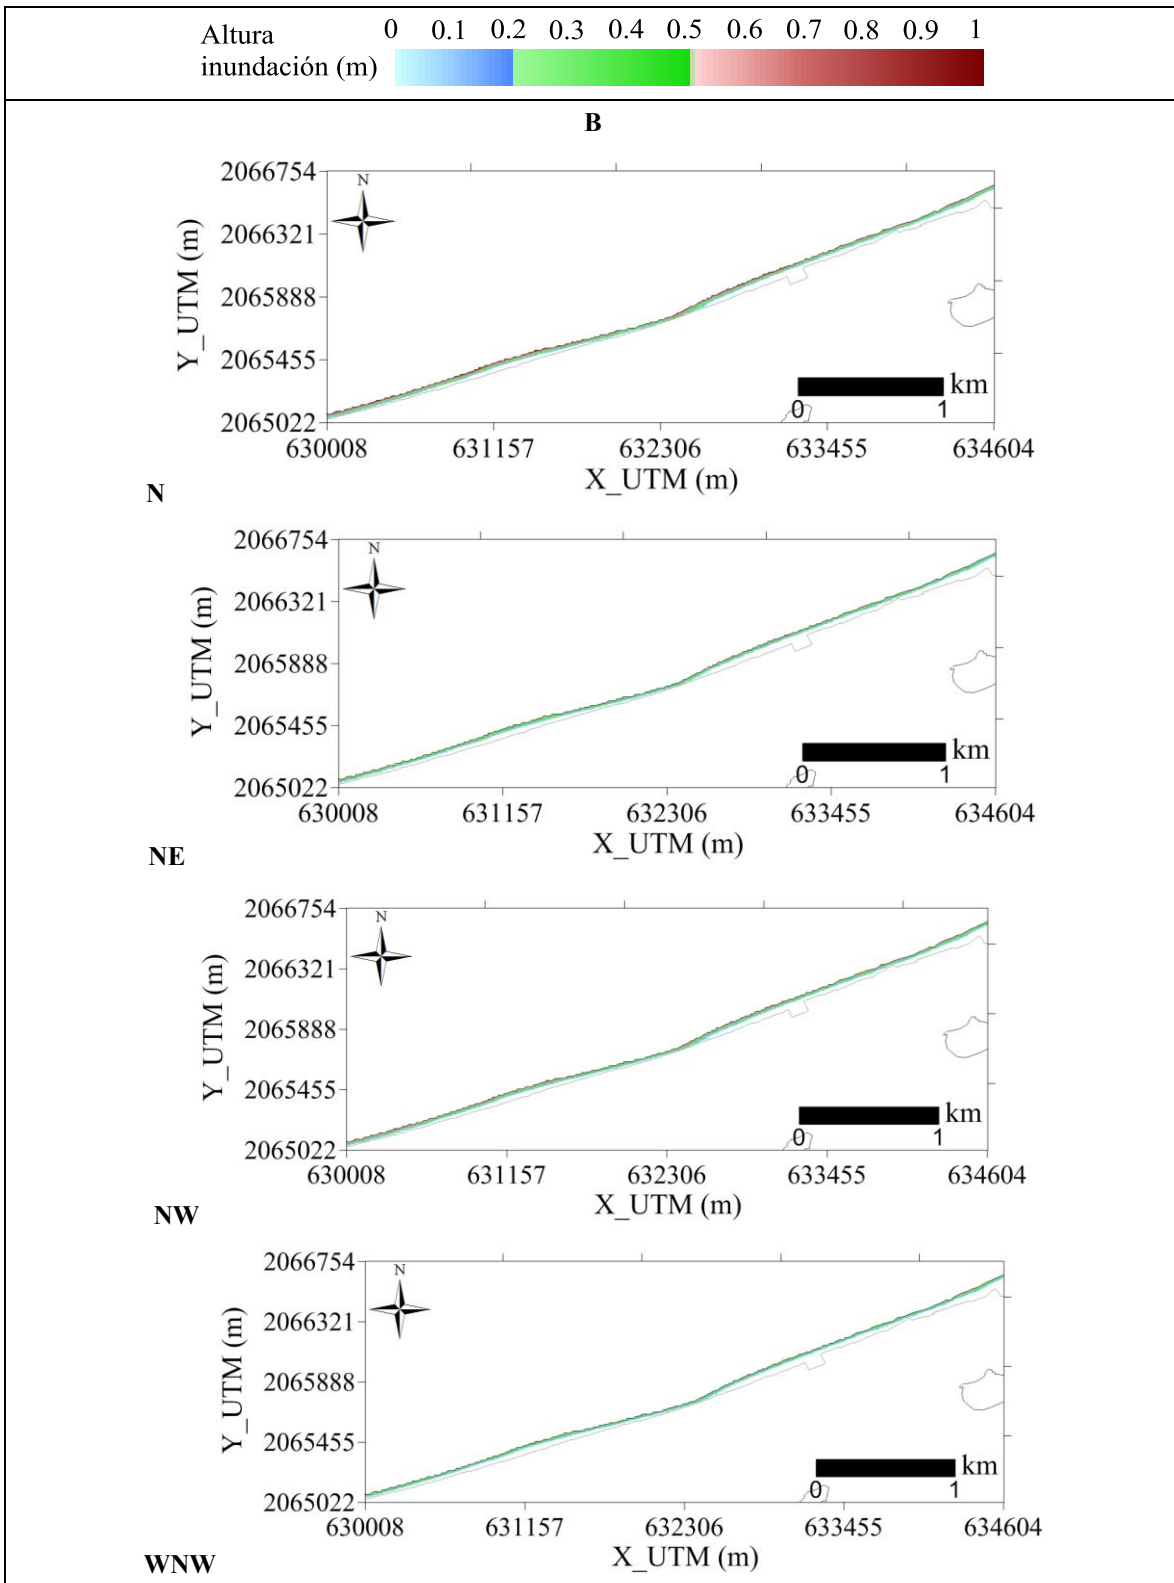 Altura
inundación (m)
0 0.1 0.2 0.3 0.4 0.5 0.6 0.7 0.8 0.9 1
B
2066754
2066321
2065888
2065455
2065022
Y_UTM (m)
N
km
0 1
630008 631157 632306 633455 634604
X_UTM (m)
N
2066754
2066321
2065888
2065455
2065022
Y_UTM (m)
N
km
0 1
630008 631157 632306 633455 634604
X_UTM (m)
NE
2066754
2066321
2065888
2065455
2065022
Y_UTM (m)
N
km
0 1
630008 631157 632306 633455 634604
X_UTM (m)
NW
2066754
2066321
2065888
2065455
2065022
Y_UTM (m)
N
km
0 1
630008 631157 632306 633455 634604
X_UTM (m)
WNW